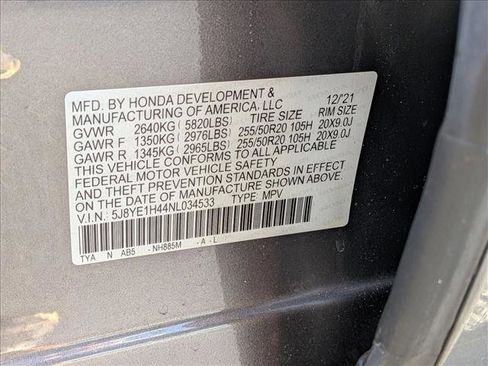 MFD. BY HONDA DEVELOPMENT & 12/21
MANUFACTURING OF AMERICA, LLC RIM SIZE
GVWR 2640KG (5820LBS) TIRE SIZE
GAWR F 1350KG (2976LBS) 255/50R20 105H 20X9.0J
GAWR R 1345KG (2965LBS) 255/50R20 105H 20X9.0J
THIS VEHICLE CONFORMS TO ALL APPLICABLE
FEDERAL MOTOR VEHICLE SAFETY
AND THEFT PREVENTION STANDARDS IN EFFECT
ON THE DATE OF MANUFACTURE SHOWN ABOVE.
V.I.N.: 5J8YE1H44NL034533 TYPE MPV
TYA N AB5 -NH885M -A-L